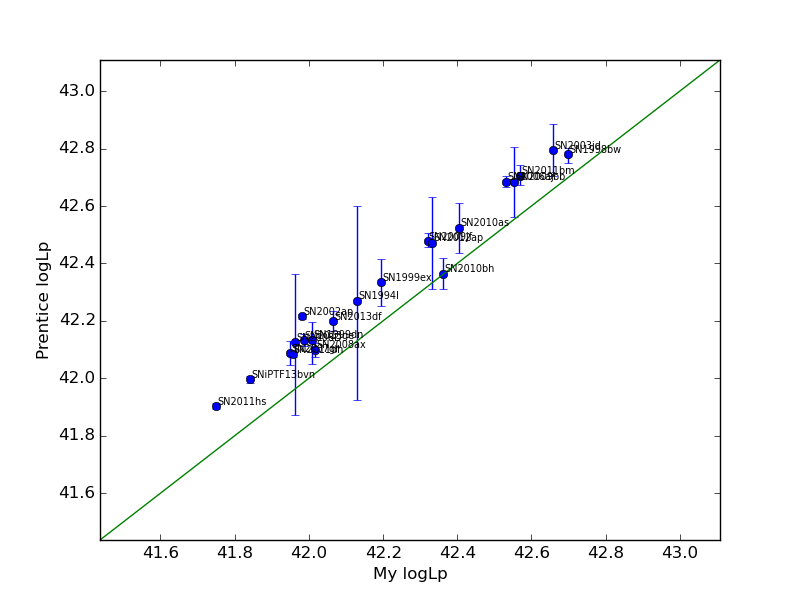 43.0
42.8
42.6
42.4
42.2
42.0
41.8
41.6
Prentice logLp
SN2003jd
SN1998bw
SN2011bm
SN2010as
SN2010bh
SN1999ex
SN1994I
SN2002ap
SN2013df
SN2008ax
SNiPTF13bvn
SN2011hs
41.6
41.8
42.0
42.2
42.4
42.6
42.8
43.0
My logLp